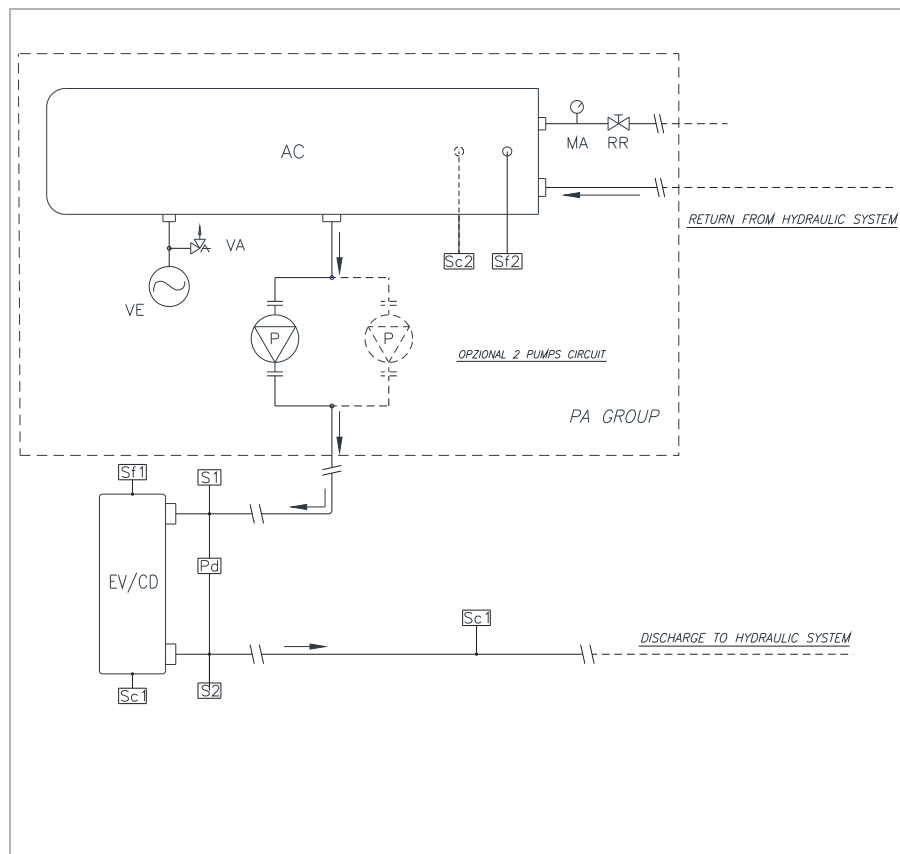 AC
MA RR
RETURN FROM HYDRAULIC SYSTEM
VA
Sc2 Sf2
VE
P P
OPZIONAL 2 PUMPS CIRCUIT
PA GROUP
Sf1 S1
Pd
EV/CD
Sc1
DISCHARGE TO HYDRAULIC SYSTEM
Sc1 S2